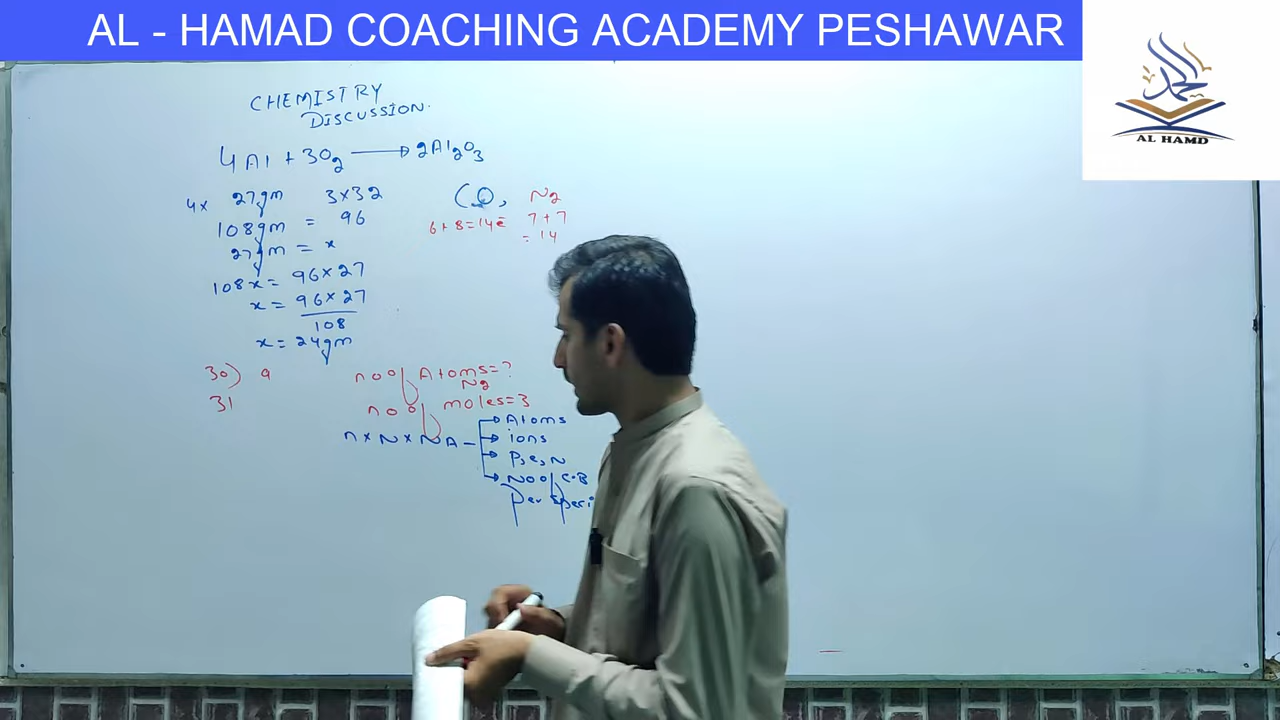 AL - HAMAD COACHING ACADEMY PESHAWAR
الحمد
AL HAMD
CHEMISTRY
DISCUSSION.
4Al + 3O2 → 2Al2O3
4x 27gm 3x32
108gm = 96
27gm = x
108x = 96x27
x = 96x27
108
x = 24gm
CO, N2
6+8=14e 7+7
= 14
30) a
31
no of Atoms=?
N2
no of moles=3
n x N x NA
Atoms
ions
P,e,N
No of C.B
per